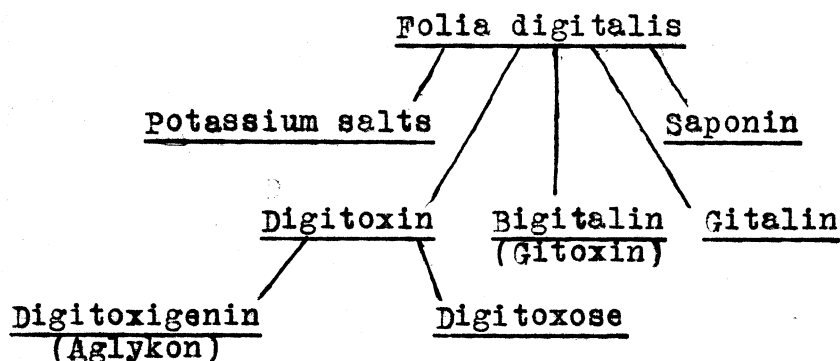 Folia digitalis
Potassium salts
Saponin
Digitoxin
Bigitalin
(Gitoxin)
Gitalin
Digitoxigenin
(Aglykon)
Digitoxose